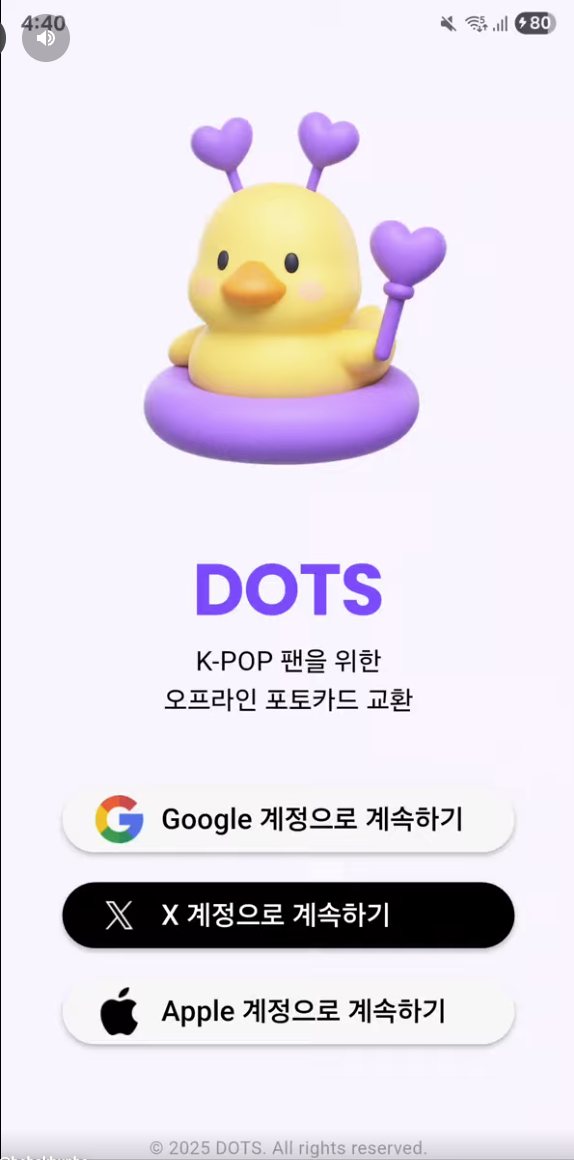 4:40
80
DOTS
K-POP 팬을 위한
오프라인 포토카드 교환
Google 계정으로 계속하기
X 계정으로 계속하기
Apple 계정으로 계속하기
© 2025 DOTS. All rights reserved.